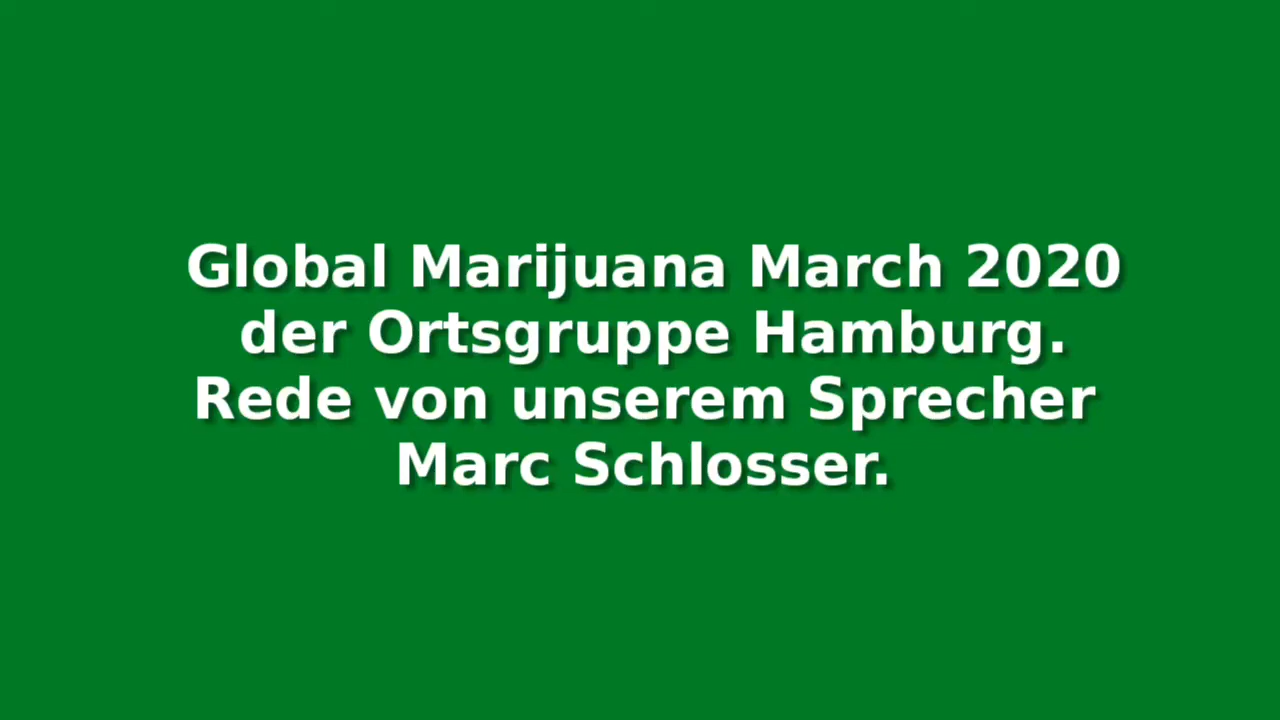 Global Marijuana March 2020
der Ortsgruppe Hamburg.
Rede von unserem Sprecher
Marc Schlosser.